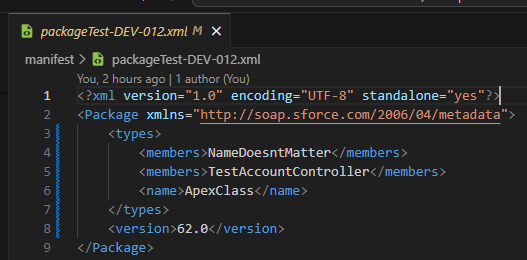 packageTest-DEV-012.xml M
manifest > packageTest-DEV-012.xml
You, 2 hours ago | 1 author (You)
1 <?xml version="1.0" encoding="UTF-8" standalone="yes"?>
2 <Package xmlns="http://soap.sforce.com/2006/04/metadata">
3 <types>
4 <members>NameDoesntMatter</members>
5 <members>TestAccountController</members>
6 <name>ApexClass</name>
7 </types>
8 <version>62.0</version>
9 </Package>